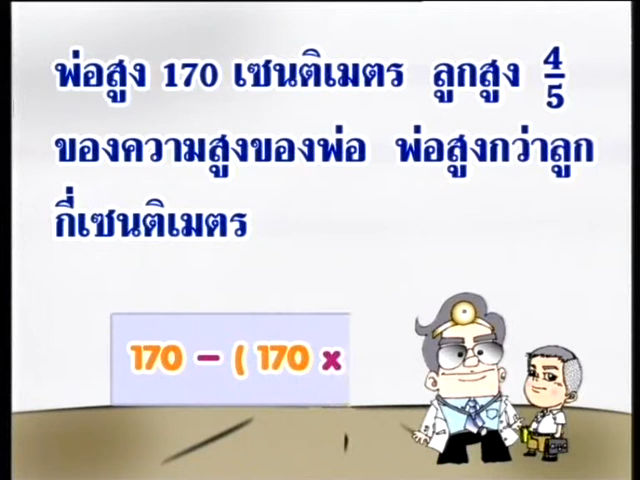 พ่อสูง 170 เซนติเมตร ลูกสูง 4/5
ของความสูงของพ่อ พ่อสูงกว่าลูก
กี่เซนติเมตร
170 – ( 170 x